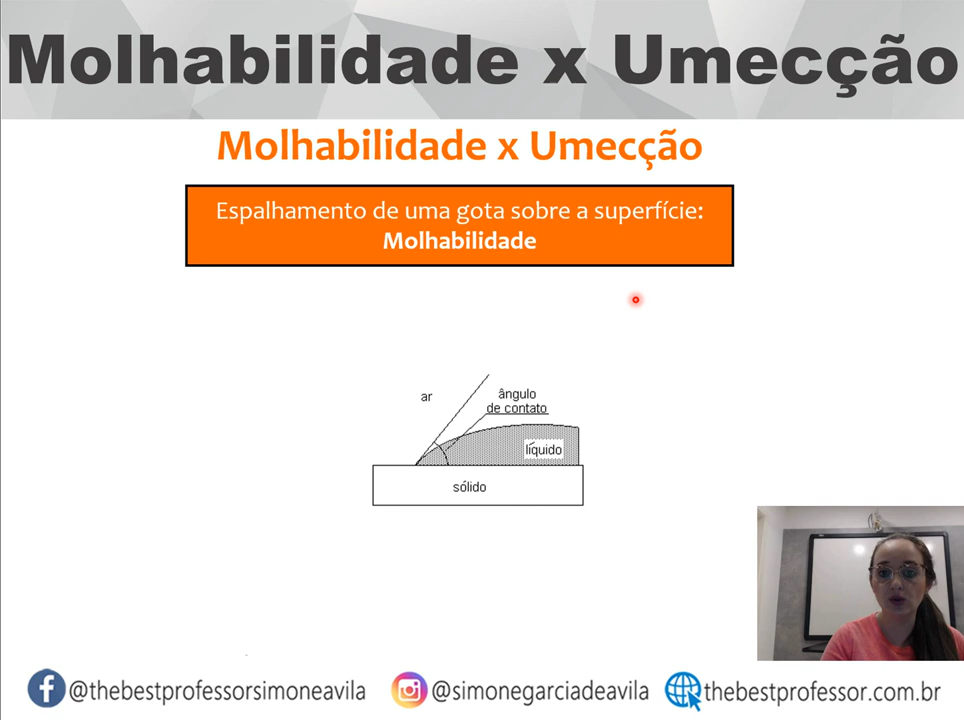 Molhabilidade x Umecção
Molhabilidade x Umecção
Espalhamento de uma gota sobre a superfície:
Molhabilidade
ar
ângulo
de contato
líquido
sólido
@thebestprofessorsimoneavila
@simonegarciadeavila
thebestprofessor.com.br